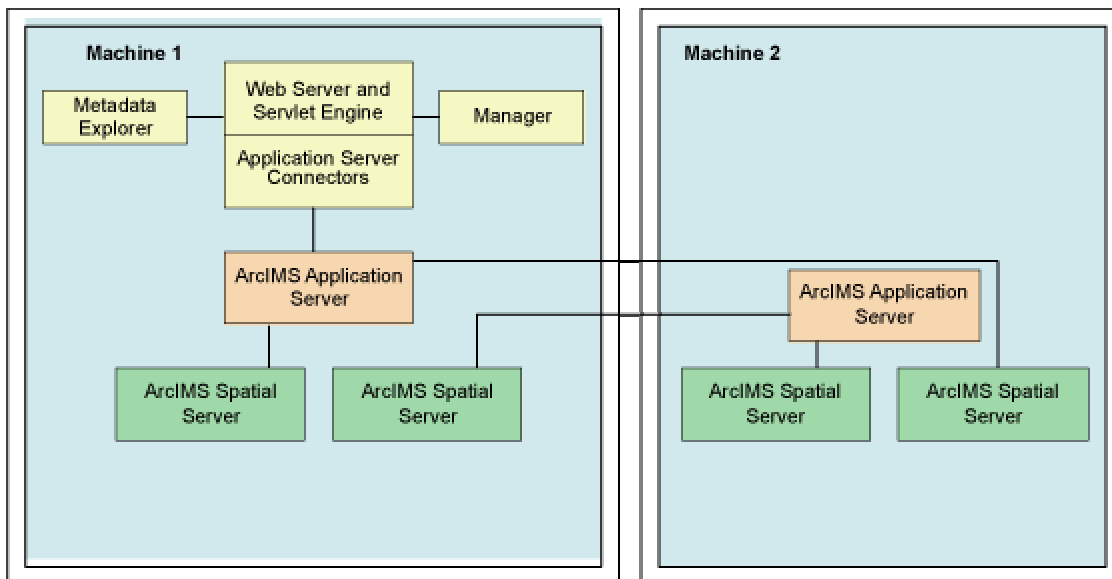 Machine 1
Web Server and
Servlet Engine
Metadata
Explorer
Manager
Application Server
Connectors
ArcIMS Application
Server
ArcIMS Spatial
Server
ArcIMS Spatial
Server
Machine 2
ArcIMS Application
Server
ArcIMS Spatial
Server
ArcIMS Spatial
Server